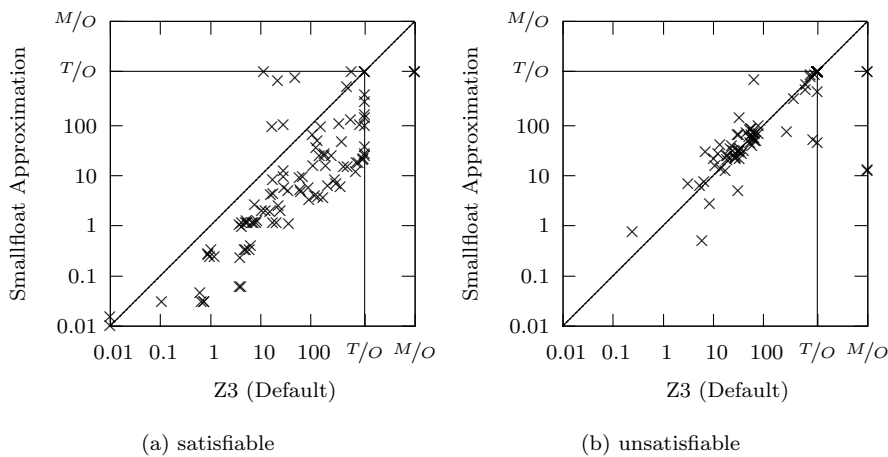 M/O
T/O
100
10
1
0.1
0.01
Smallfloat Approximation
0.01 0.1 1 10 100 T/O M/O
Z3 (Default)
(a) satisfiable
M/O
T/O
100
10
1
0.1
0.01
Smallfloat Approximation
0.01 0.1 1 10 100 T/O M/O
Z3 (Default)
(b) unsatisfiable